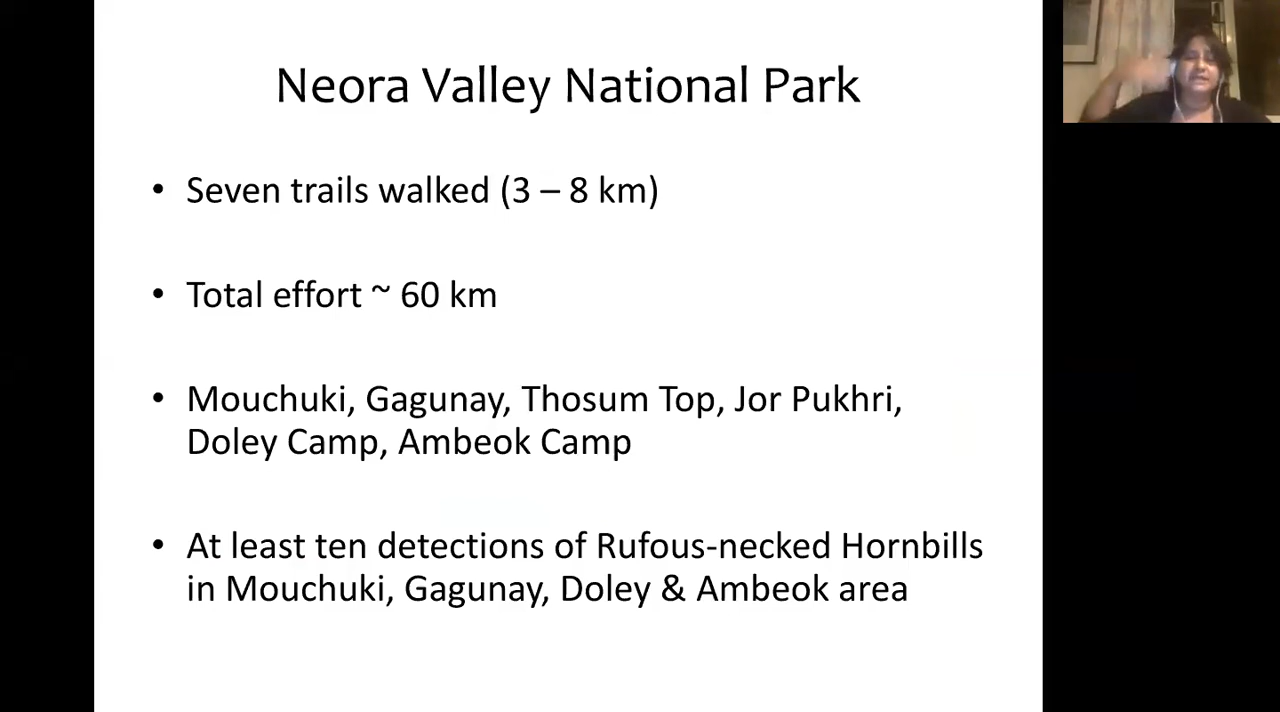 Neora Valley National Park
• Seven trails walked (3 – 8 km)
• Total effort ~ 60 km
• Mouchuki, Gagunay, Thosum Top, Jor Pukhri,
Doley Camp, Ambeok Camp
• At least ten detections of Rufous-necked Hornbills
in Mouchuki, Gagunay, Doley & Ambeok area